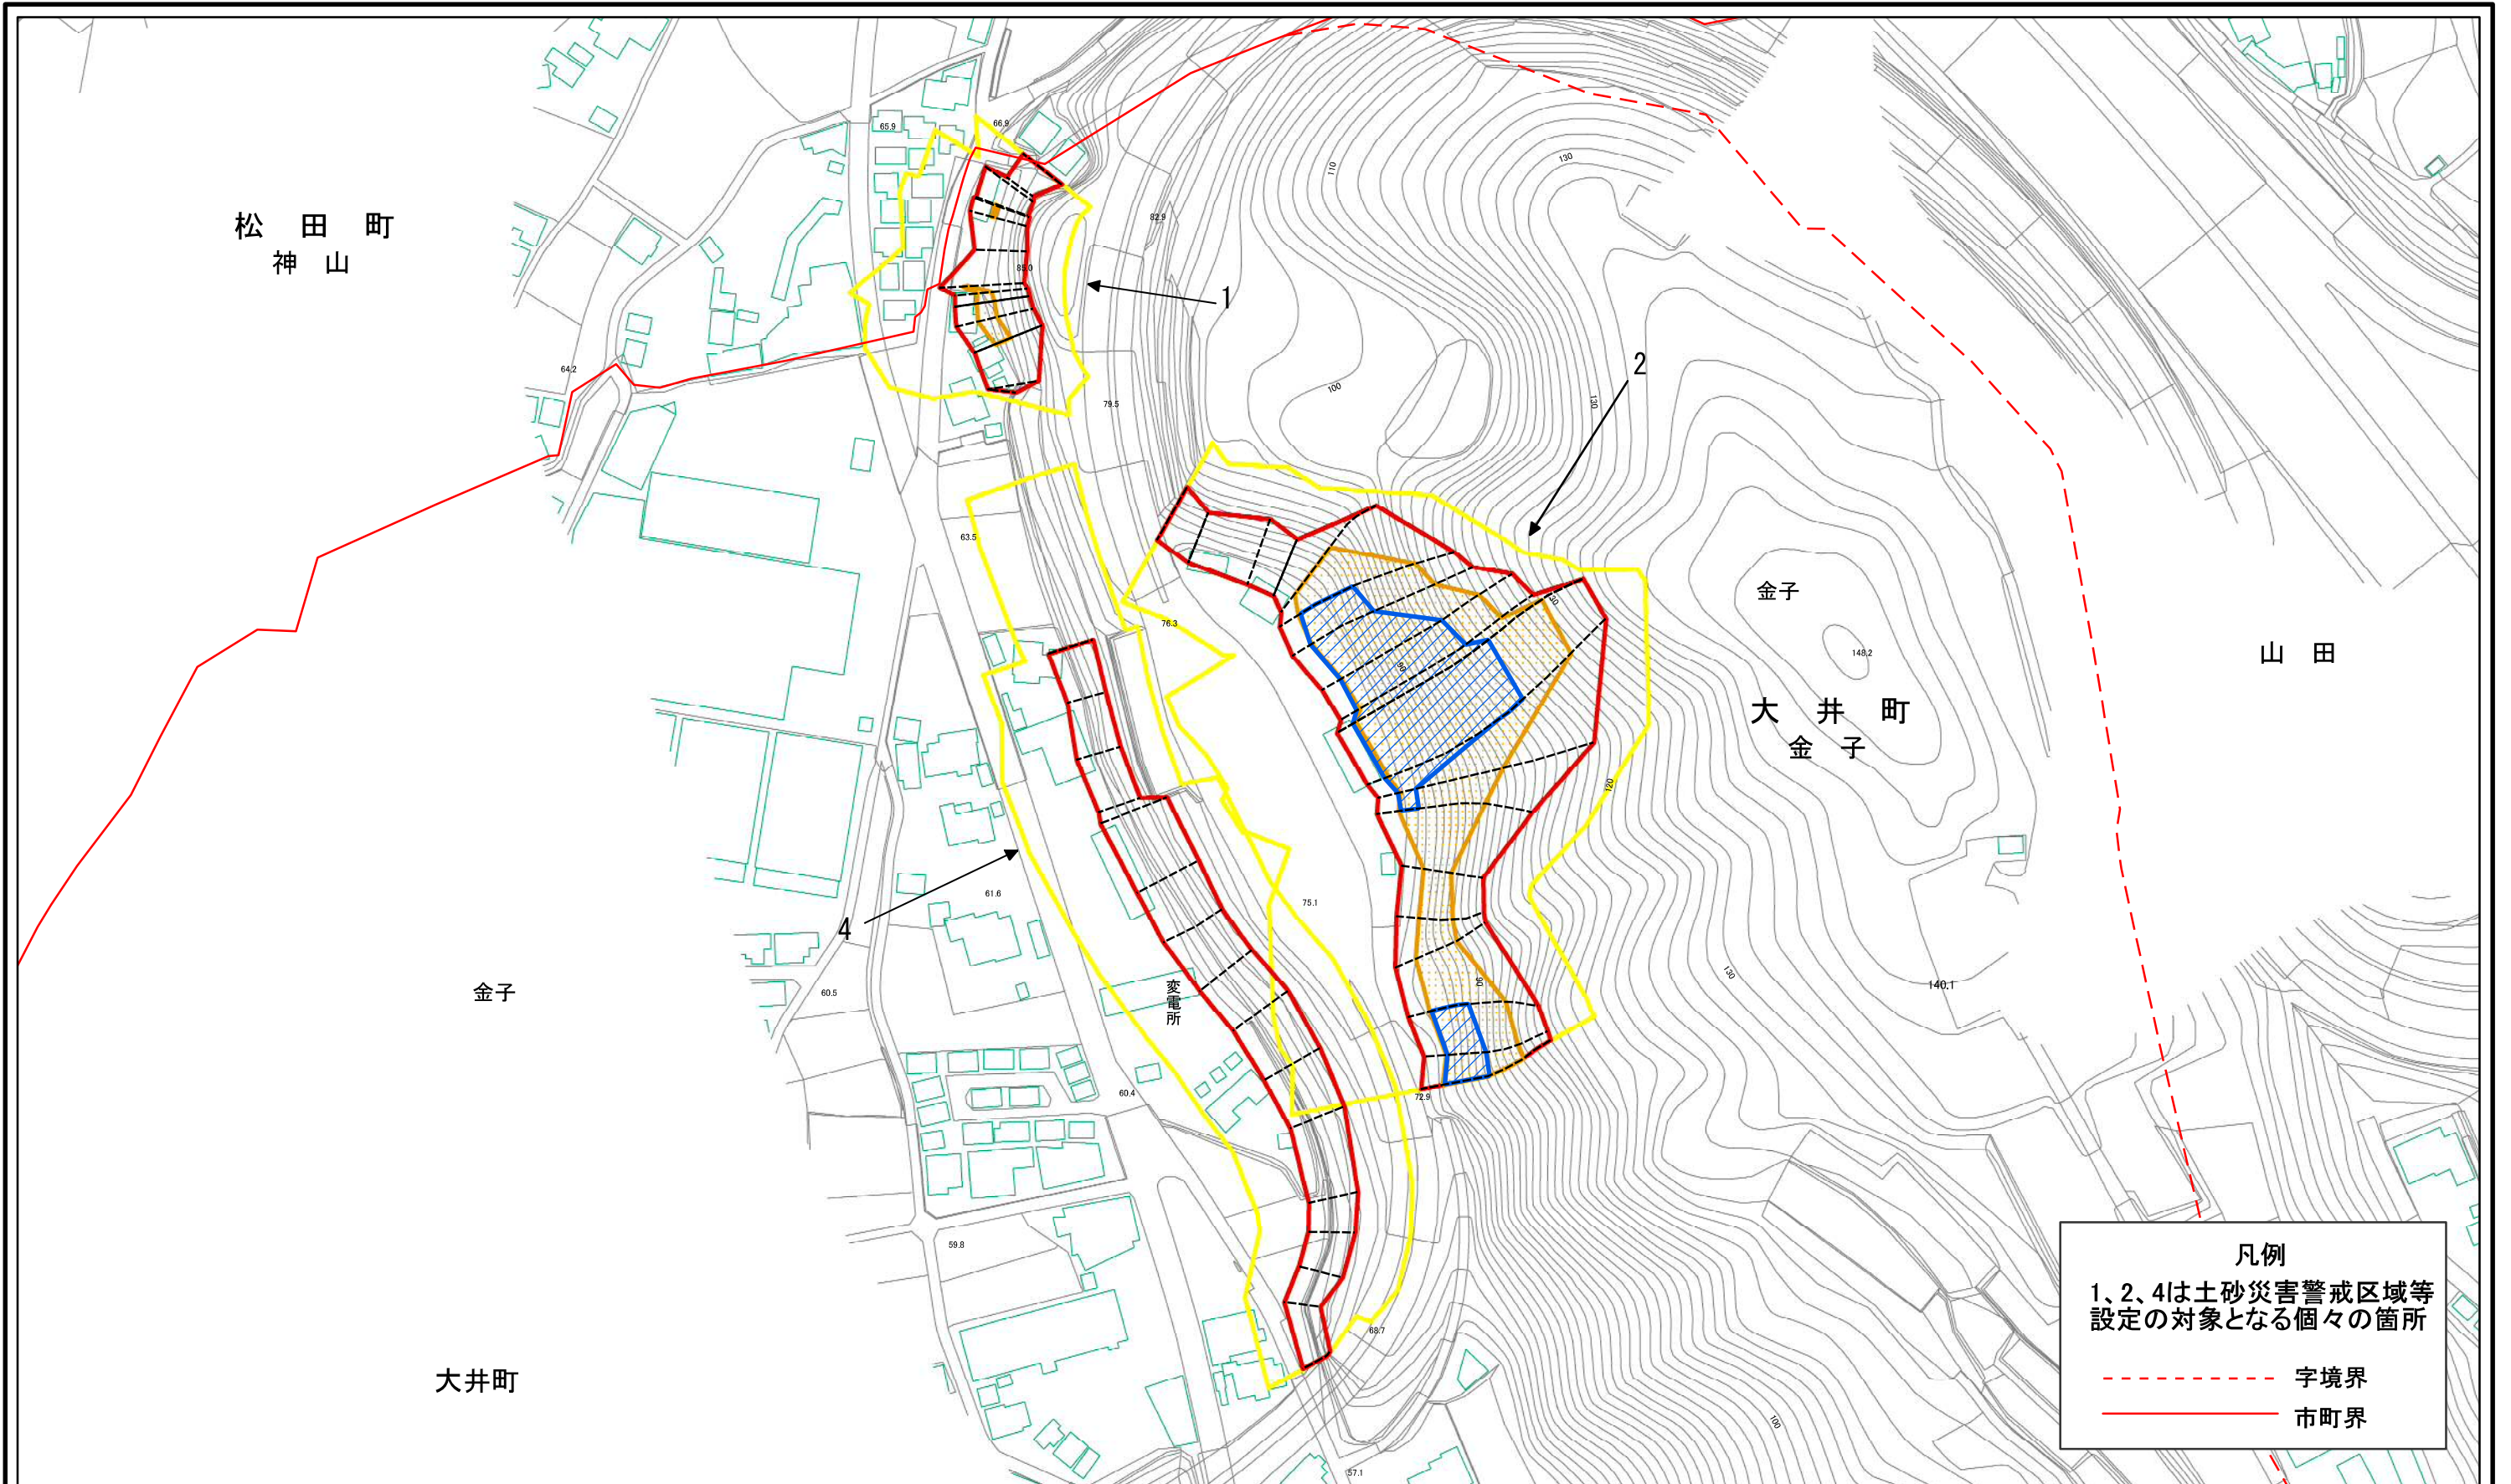 65.9
66.9
130
110
松田町
神山
82.9
85.0
1
2
64.2
100
130
79.5
63.5
130
金子
76.3
148.2
山田
90
大井町
金子
120
61.6
4
75.1
130
90
140.1
金子
60.5
変電所
60.4
72.9
59.8
凡例
1、2、4は土砂災害警戒区域等
設定の対象となる個々の箇所
68.7
字境界
大井町
市町界
100
57.1